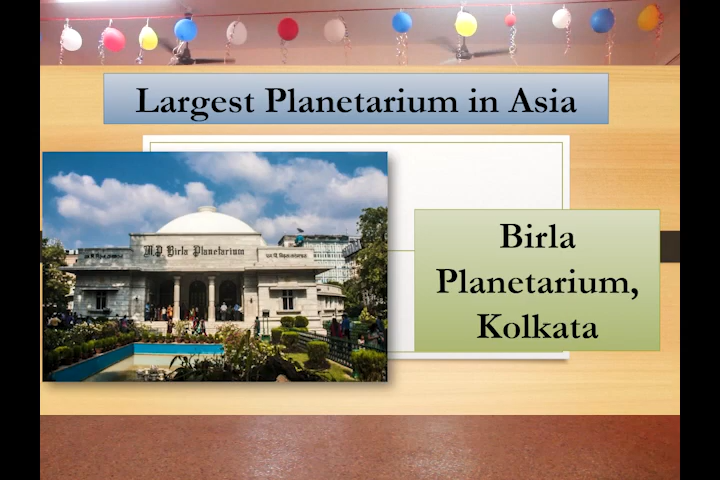 Largest Planetarium in Asia
M.P. Birla Planetarium
Birla
Planetarium,
Kolkata